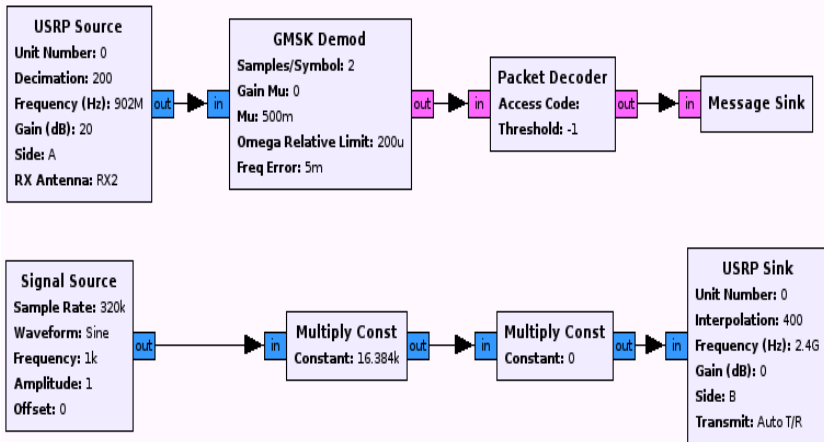 USRP Source
Unit Number: 0
Decimation: 200
Frequency (Hz): 902M
Gain (dB): 20
Side: A
RX Antenna: RX2
out
in
GMSK Demod
Samples/Symbol: 2
Gain Mu: 0
Mu: 500m
Omega Relative Limit: 200u
Freq Error: 5m
out
in
Packet Decoder
Access Code:
Threshold: -1
out
in
Message Sink
Signal Source
Sample Rate: 320k
Waveform: Sine
Frequency: 1k
Amplitude: 1
Offset: 0
out
in
Multiply Const
Constant: 16.384k
out
in
Multiply Const
Constant: 0
out
in
USRP Sink
Unit Number: 0
Interpolation: 400
Frequency (Hz): 2.4G
Gain (dB): 0
Side: B
Transmit: Auto T/R